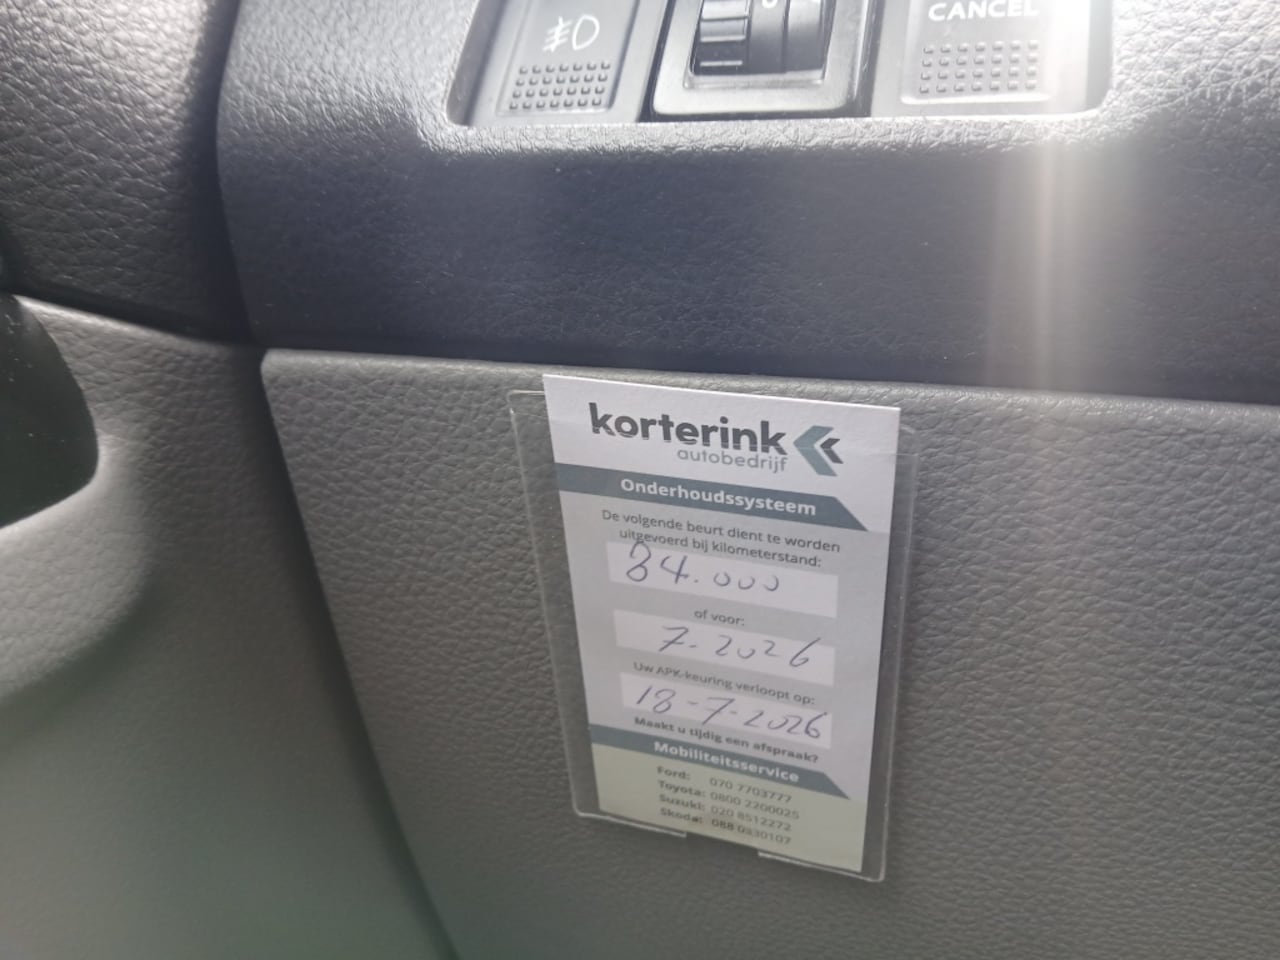 CANCEL
korterink
autobedrijf
Onderhoudssysteem
De volgende beurt dient te worden
uitgevoerd bij kilometerstand:
84.000
of voor:
7-2026
Uw APK-keuring verloopt op:
18-7-2026
Maakt u tijdig een afspraak?
Mobiliteitsservice
Ford: 070 7703777
Toyota: 0800 2200025
Suzuki: 020 8512272
Skoda: 088 0330107